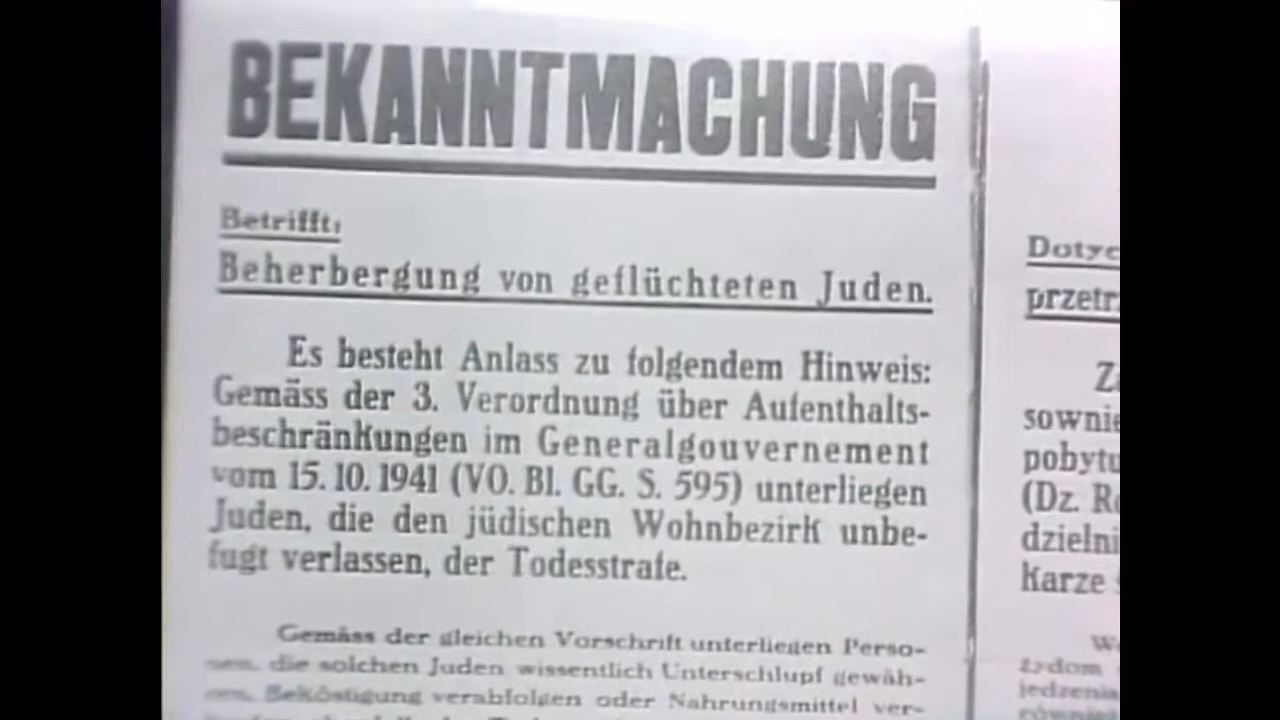 BEKANNTMACHUNG
Betrifft:
Beherbergung von geflüchteten Juden.
Es besteht Anlass zu folgendem Hinweis:
Gemäss der 3. Verordnung über Aufenthalts-
beschränkungen im Generalgouvernement
vom 15. 10. 1941 (VO. Bl. GG. S. 595) unterliegen
Juden, die den jüdischen Wohnbezirk unbe-
fugt verlassen, der Todesstrafe.
Gemäss der gleichen Vorschrift unterliegen Perso-
nen, die solchen Juden wissentlich Unterschlupf gewäh-
ren, Beköstigung verabfolgen oder Nahrungsmittel ver-
Dotyc
przetr
Za
sownie
pobytu
(Dz. R
dzielni
karze
żydom
jedzenia